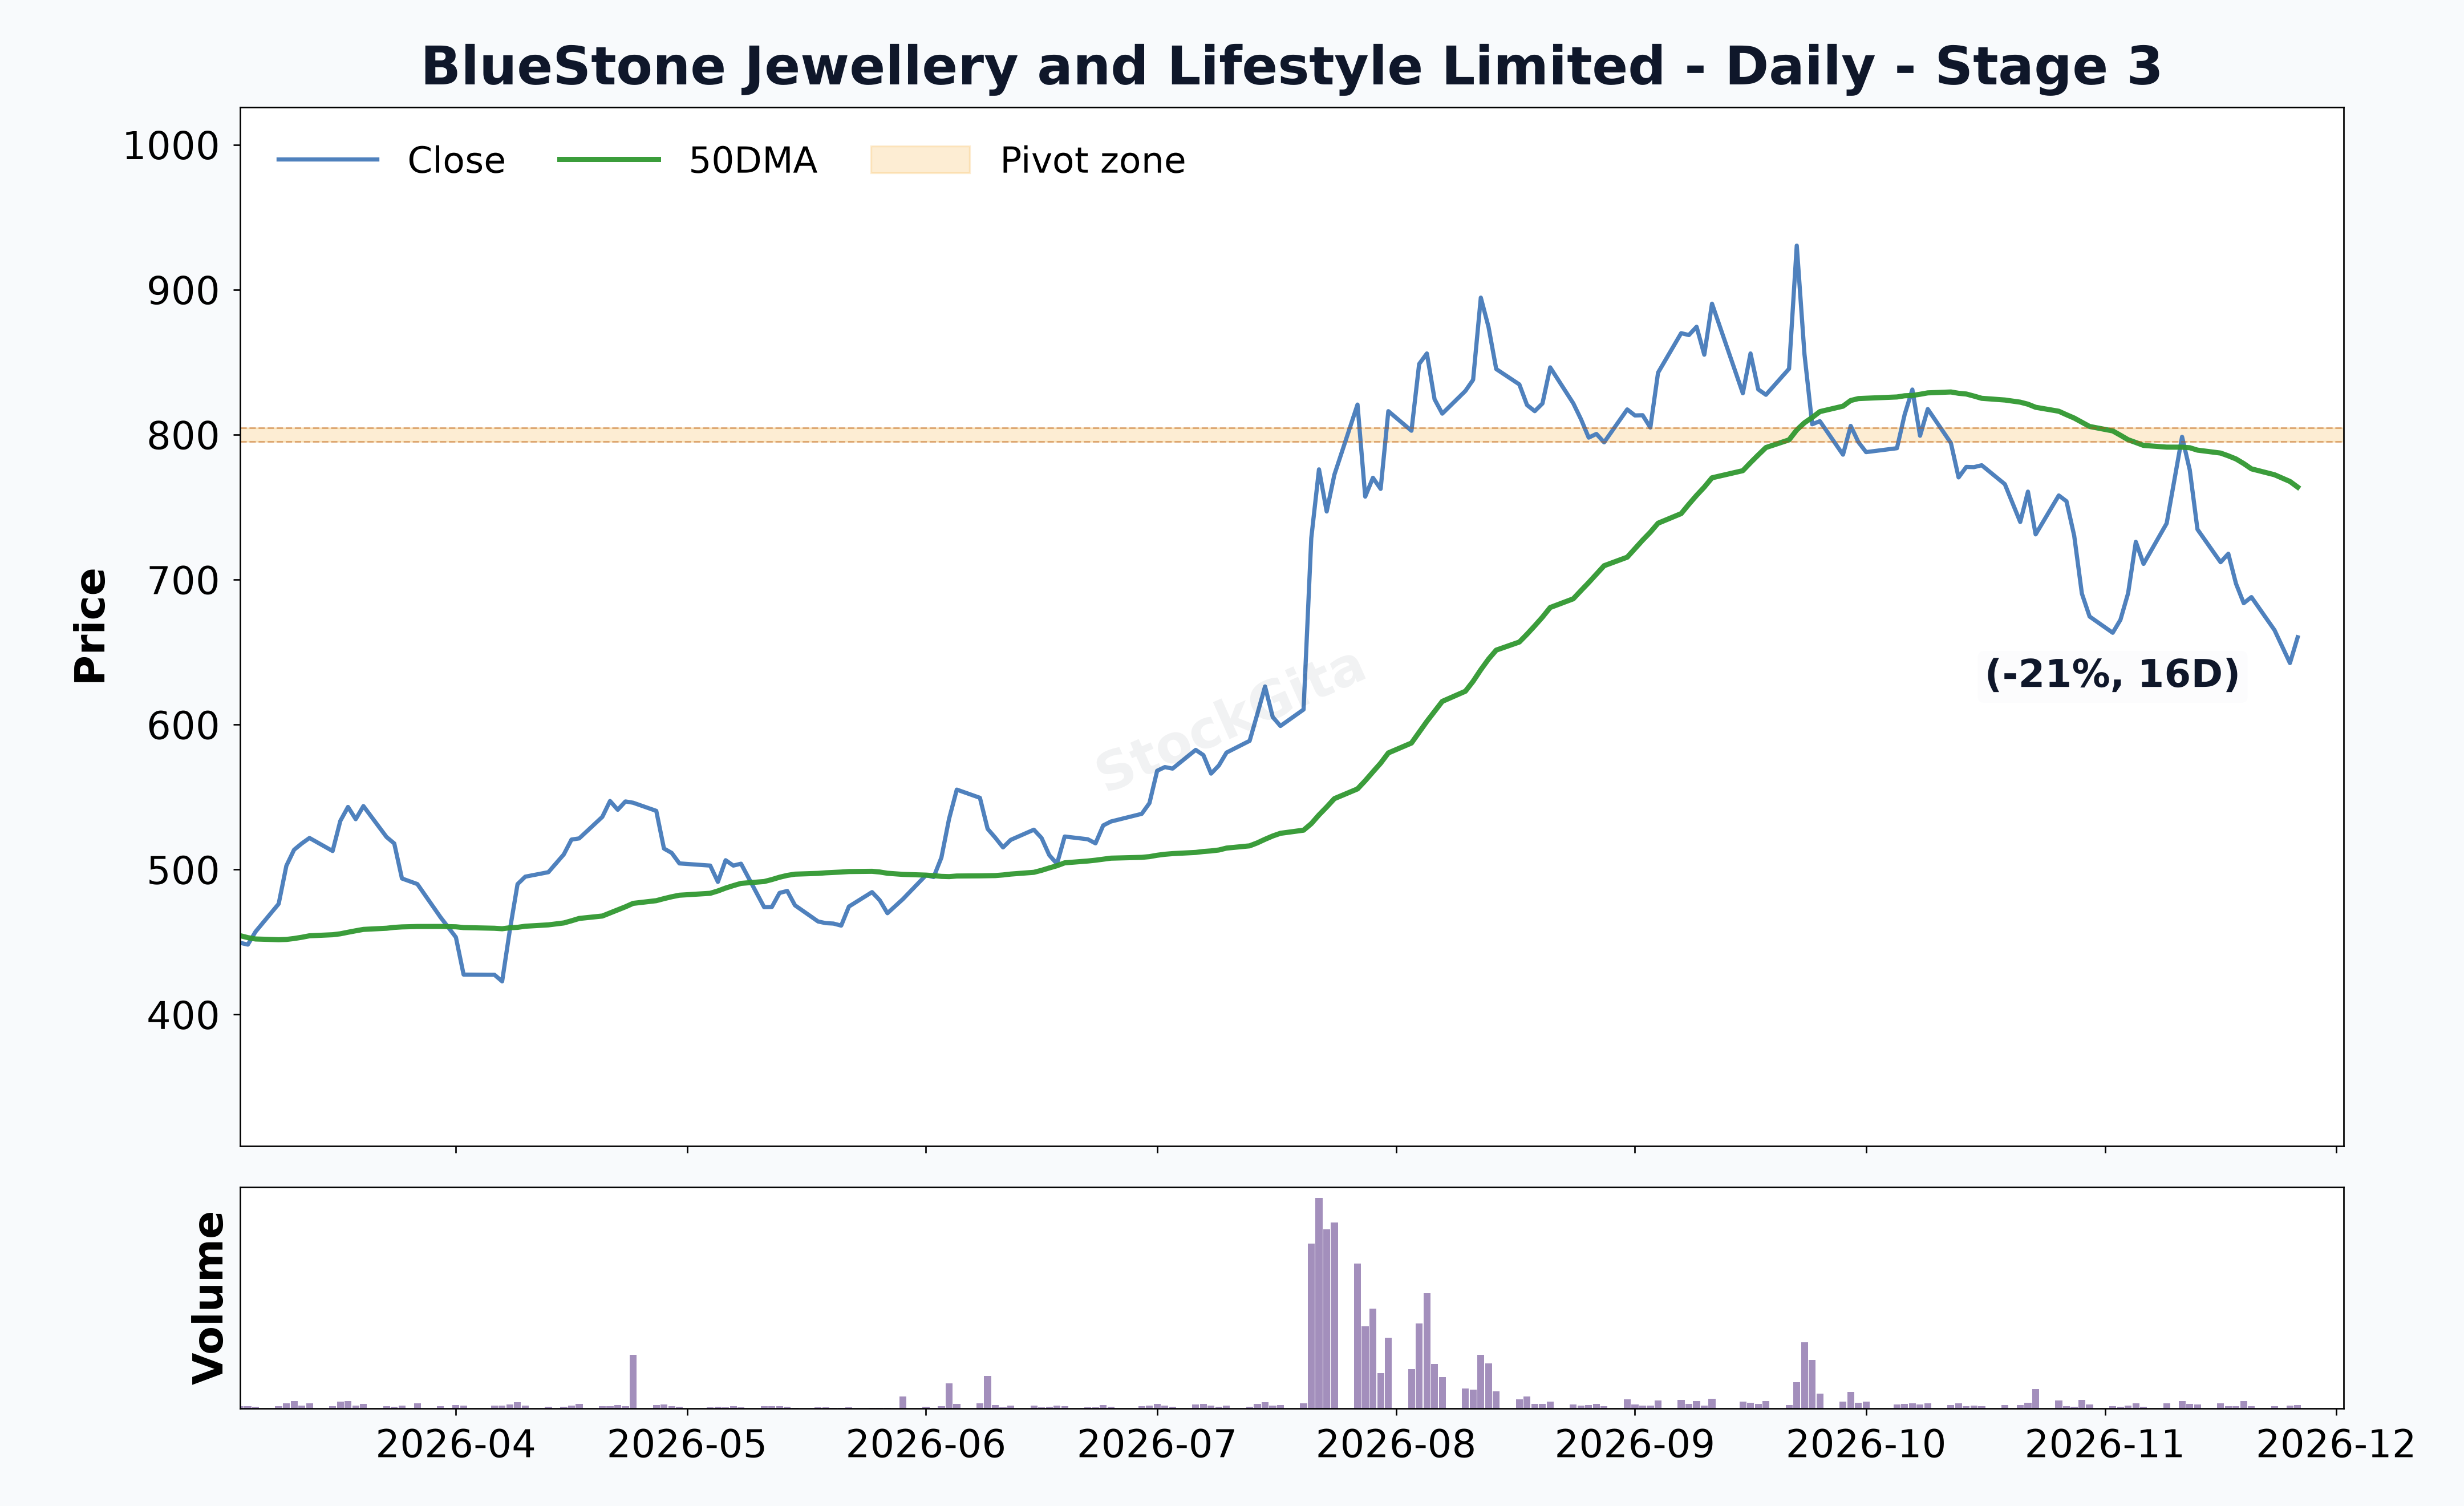 BlueStone Jewellery and Lifestyle Limited - Daily - Stage 3
Close 50DMA Pivot zone
1000
900
800
700
600
500
400
Price
(-21%, 16D)
StockGita
Volume
2026-04 2026-05 2026-06 2026-07 2026-08 2026-09 2026-10 2026-11 2026-12